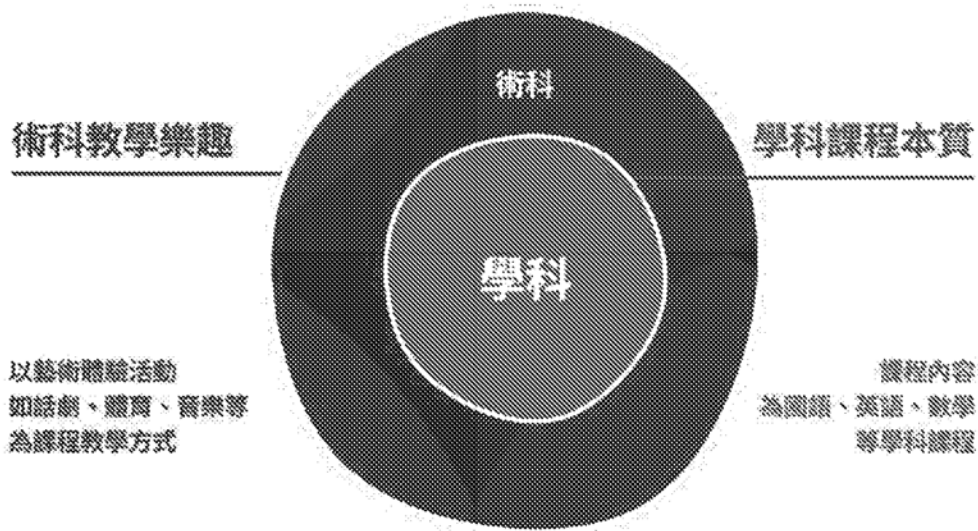 術科
術科教學樂趣
學科課程本質
學科
以藝術體驗活動
如話劇、體育、音樂等
為課程教學方式
課程內容
為國語、英語、數學
等學科課程